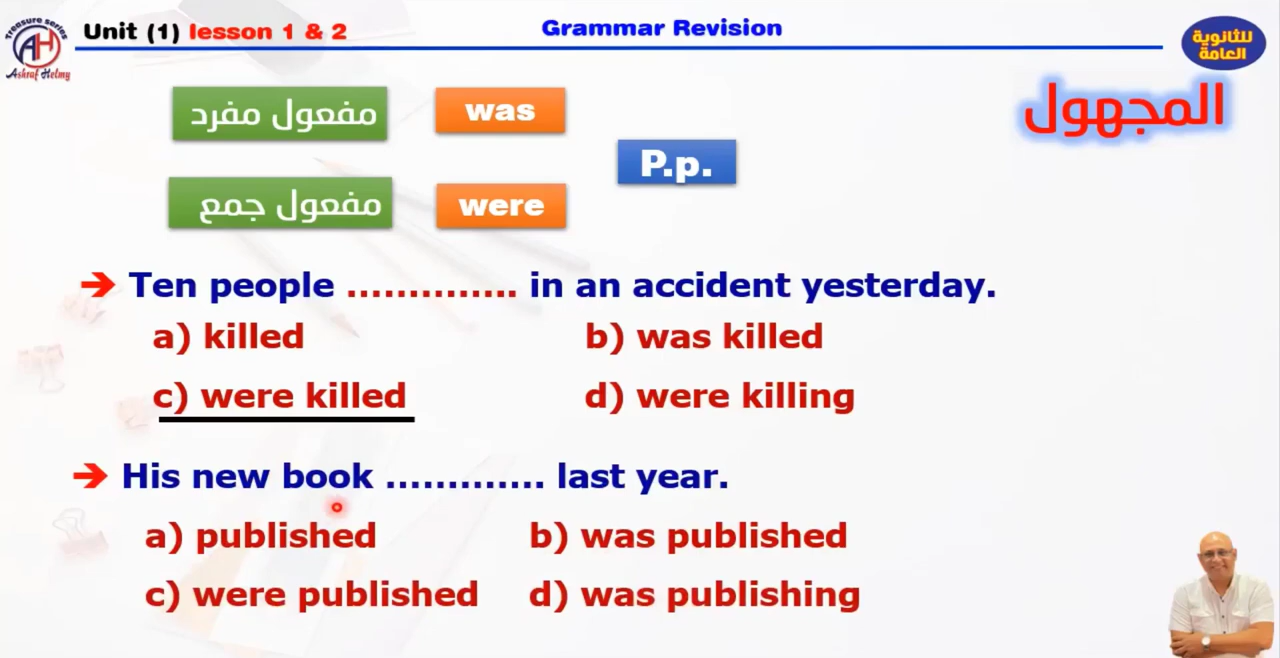 Treasure series
AH
Ashraf Helmy
Unit (1) lesson 1 & 2
Grammar Revision
للثانوية
العامة
المجهول
مفعول مفرد
was
P.p.
مفعول جمع
were
Ten people .............. in an accident yesterday.
a) killed
b) was killed
c) were killed
d) were killing
His new book ............. last year.
a) published
b) was published
c) were published
d) was publishing